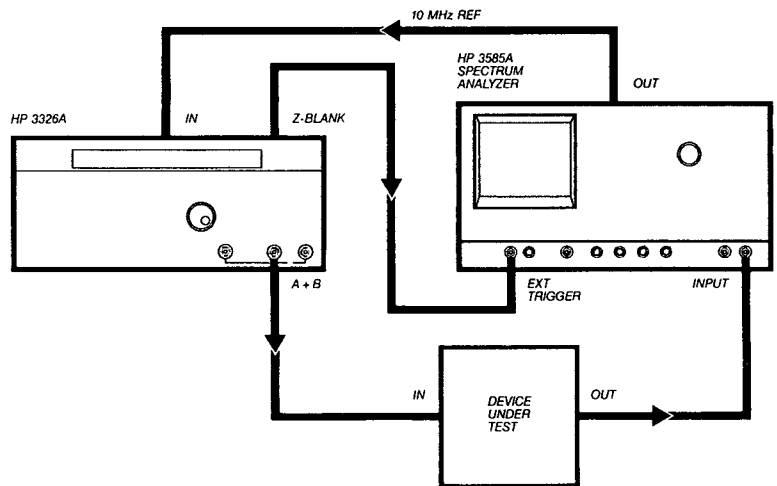 10 MHz REF
HP 3585A
SPECTRUM
ANALYZER
OUT
HP 3326A
IN
Z-BLANK
A + B
EXT
TRIGGER
INPUT
IN
DEVICE
UNDER
TEST
OUT